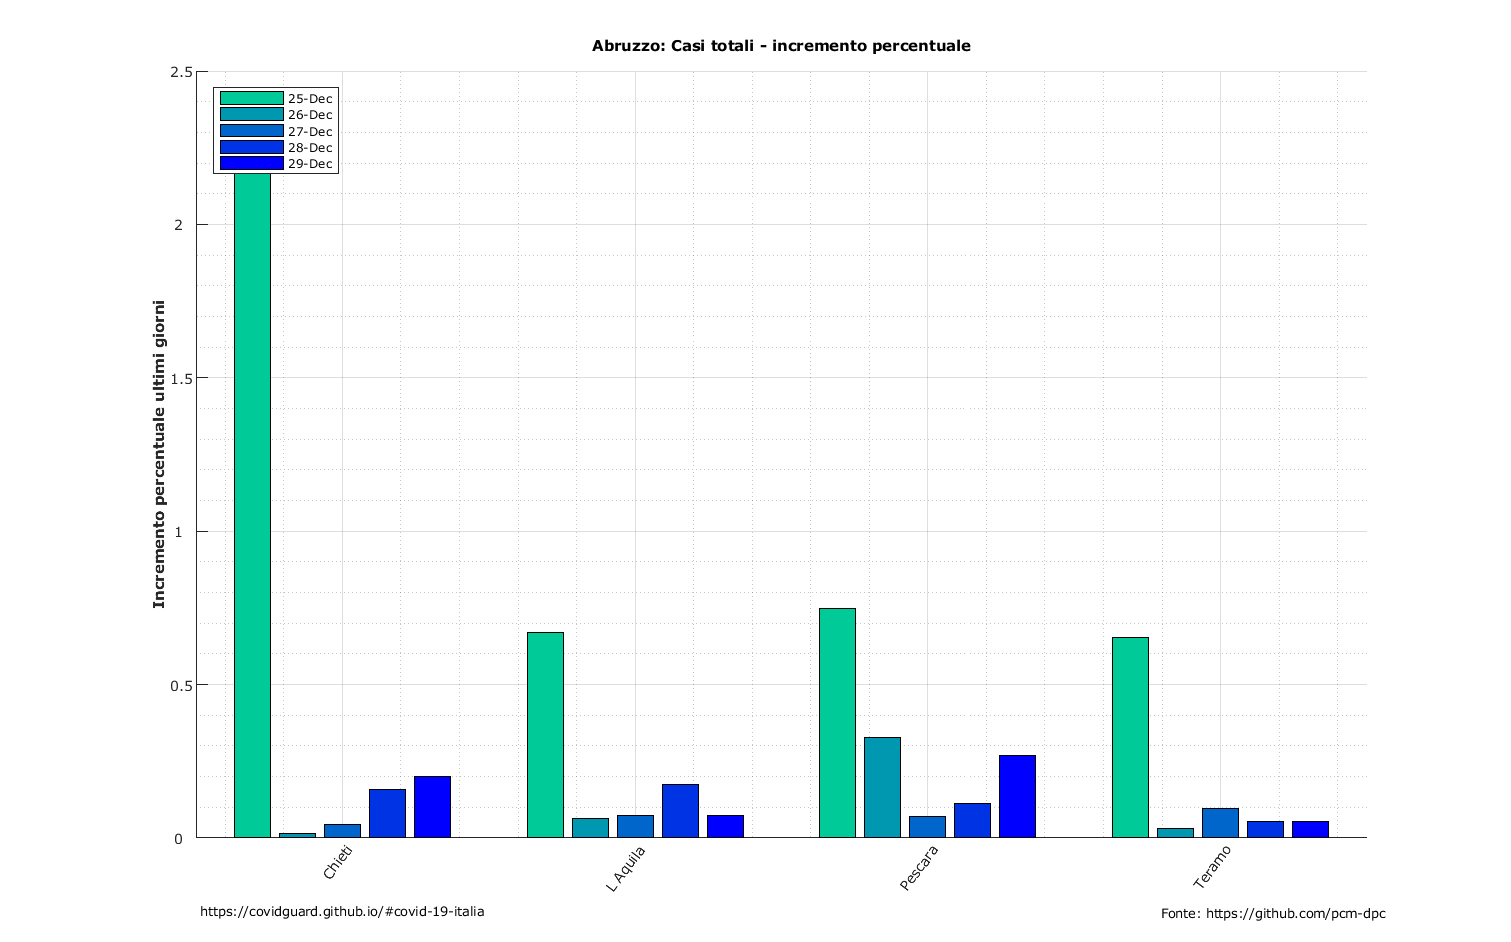 Abruzzo: Casi totali - incremento percentuale
2.5
25-Dec
26-Dec
27-Dec
28-Dec
29-Dec
2
1.5
1
0.5
0
Incremento percentuale ultimi giorni
Chieti
L Aquila
Pescara
Teramo
https://covidguard.github.io/#covid-19-italia
Fonte: https://github.com/pcm-dpc